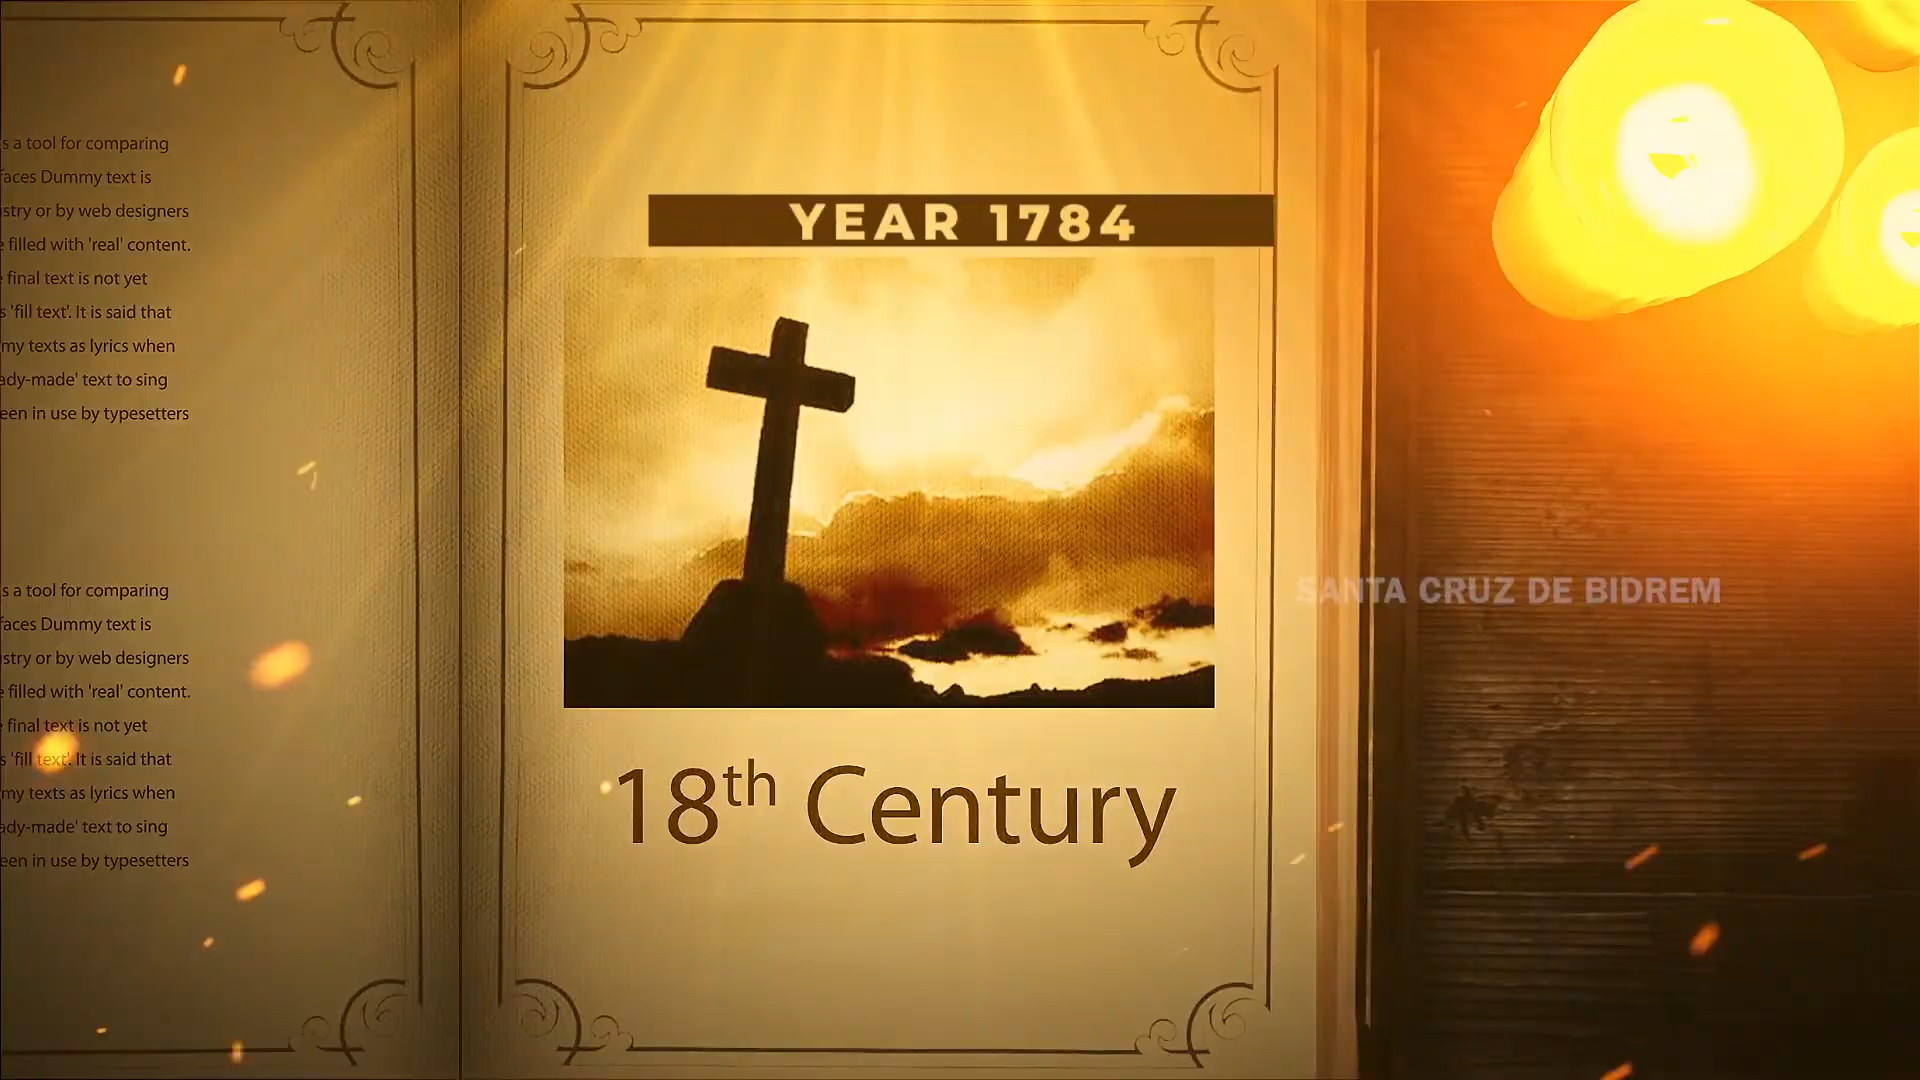 s a tool for comparing
faces Dummy text is
stry or by web designers
e filled with 'real' content.
e final text is not yet
s 'fill text'. It is said that
my texts as lyrics when
ady-made' text to sing
een in use by typesetters
s a tool for comparing
faces Dummy text is
stry or by web designers
e filled with 'real' content.
e final text is not yet
s 'fill text'. It is said that
my texts as lyrics when
ady-made' text to sing
een in use by typesetters
YEAR 1784
18th Century
SANTA CRUZ DE BIDREM